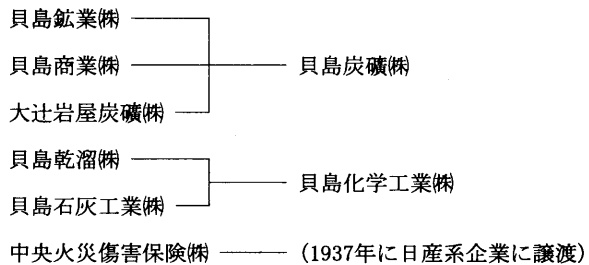 貝島鉱業㈱
貝島商業㈱
貝島炭礦㈱
大辻岩屋炭礦㈱
貝島乾溜㈱
貝島化学工業㈱
貝島石灰工業㈱
中央火災傷害保険㈱
(1937年に日産系企業に譲渡)